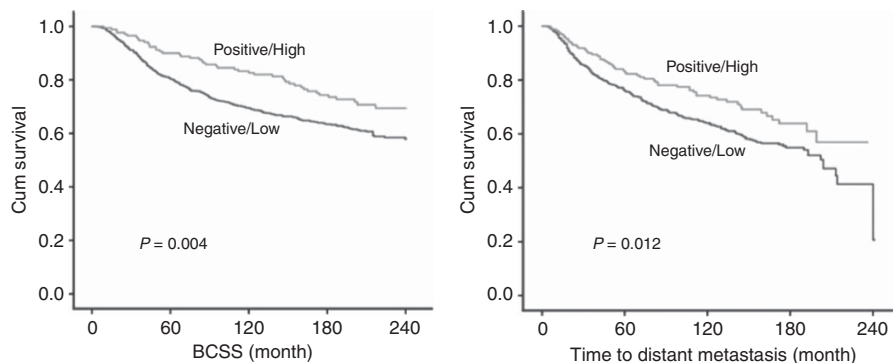 1.0
0.8
0.6
0.4
0.2
0.0
Cum survival
Positive/High
Negative/Low
P = 0.004
0 60 120 180 240
BCSS (month)
1.0
0.8
0.6
0.4
0.2
0.0
Cum survival
Positive/High
Negative/Low
P = 0.012
0 60 120 180 240
Time to distant metastasis (month)